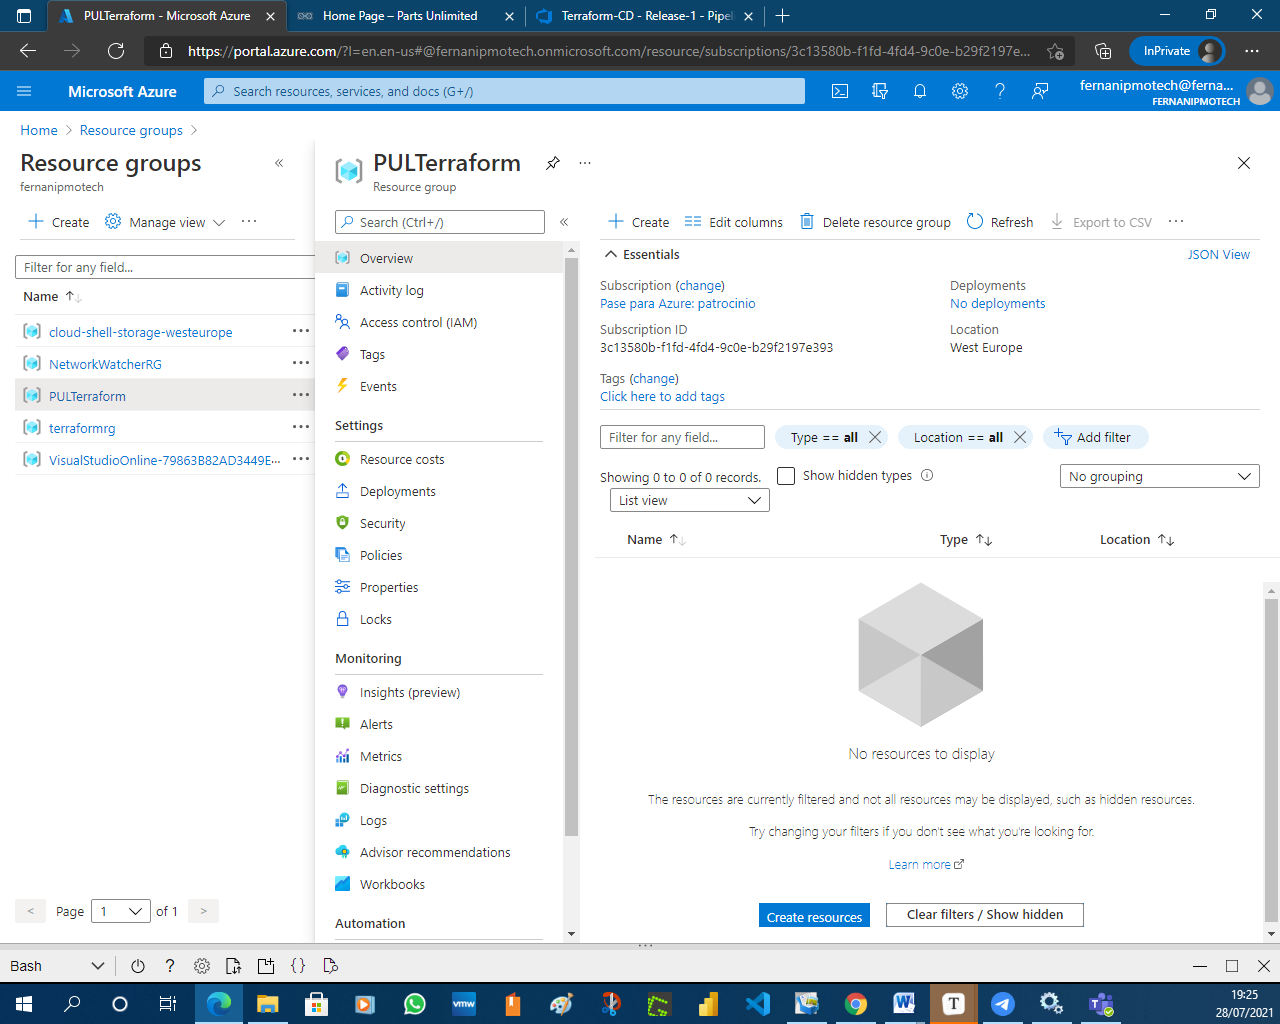 PULTerraform - Microsoft Azure
Home Page – Parts Unlimited
Terraform-CD - Release-1 - Pipel
https://portal.azure.com/?l=en.en-us#@fernanipmotech.onmicrosoft.com/resource/subscriptions/3c13580b-f1fd-4fd4-9c0e-b29f2197e...
InPrivate
Microsoft Azure
Search resources, services, and docs (G+/)
fernanipmotech@ferna...
FERNANIPMOTECH
Home
Resource groups
Resource groups
fernanipmotech
Create
Manage view
Filter for any field...
Name
cloud-shell-storage-westeurope
NetworkWatcherRG
PULTerraform
terraformrg
VisualStudioOnline-79863B82AD3449E...
< Page 1 of 1 >
PULTerraform
Resource group
Search (Ctrl+/)
Overview
Activity log
Access control (IAM)
Tags
Events
Settings
Resource costs
Deployments
Security
Policies
Properties
Locks
Monitoring
Insights (preview)
Alerts
Metrics
Diagnostic settings
Logs
Advisor recommendations
Workbooks
Automation
Create
Edit columns
Delete resource group
Refresh
Export to CSV
Essentials
JSON View
Subscription (change)
Pase para Azure: patrocinio
Subscription ID
3c13580b-f1fd-4fd4-9c0e-b29f2197e393
Deployments
No deployments
Location
West Europe
Tags (change)
Click here to add tags
Filter for any field...
Type == all
Location == all
Add filter
Showing 0 to 0 of 0 records.
Show hidden types
No grouping
List view
Name
Type
Location
No resources to display
The resources are currently filtered and not all resources may be displayed, such as hidden resources.
Try changing your filters if you don't see what you're looking for.
Learn more
Create resources
Clear filters / Show hidden
Bash
?
{}
vmw
W
T
19:25
28/07/2021